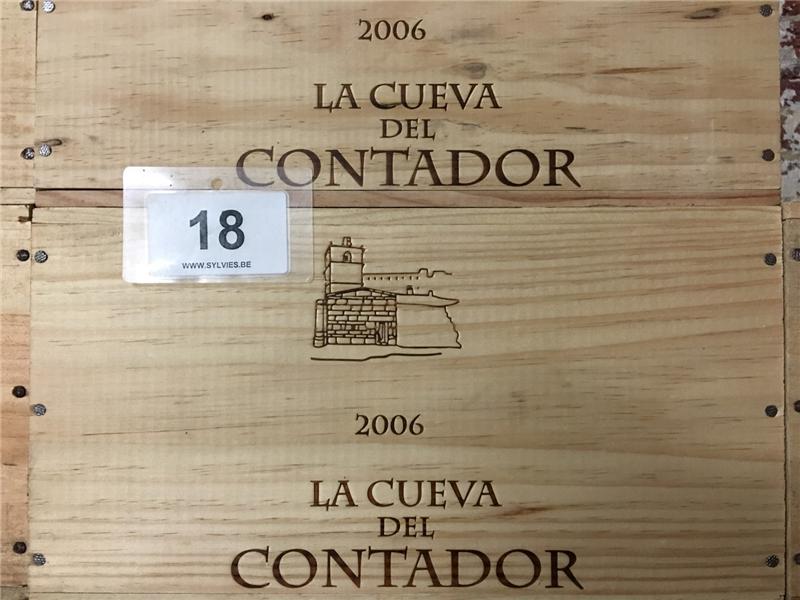 2006
LA CUEVA
DEL
CONTADOR
18
WWW.SYLVIES.BE
2006
LA CUEVA
DEL
CONTADOR